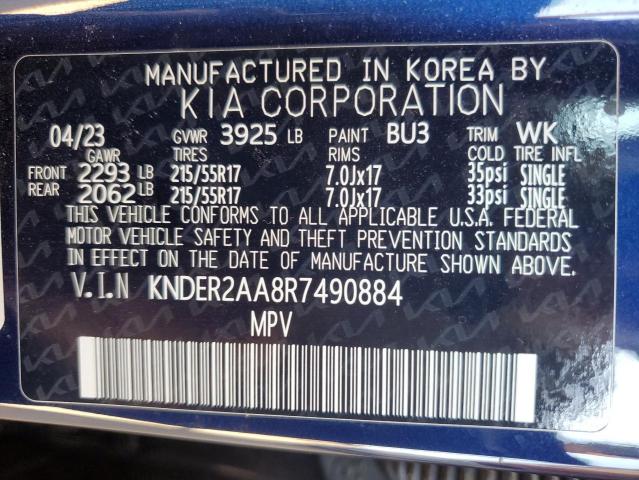 MANUFACTURED IN KOREA BY
KIA CORPORATION
04/23 GVWR 3925 LB PAINT BU3 TRIM WK
GAWR TIRES RIMS COLD TIRE INFL
FRONT 2293 LB 215/55R17 7.0Jx17 35psi SINGLE
REAR 2062 LB 215/55R17 7.0Jx17 33psi SINGLE
THIS VEHICLE CONFORMS TO ALL APPLICABLE U.S.A. FEDERAL
MOTOR VEHICLE SAFETY AND THEFT PREVENTION STANDARDS
IN EFFECT ON THE DATE OF MANUFACTURE SHOWN ABOVE.
V.I.N KNDER2AA8R7490884
MPV